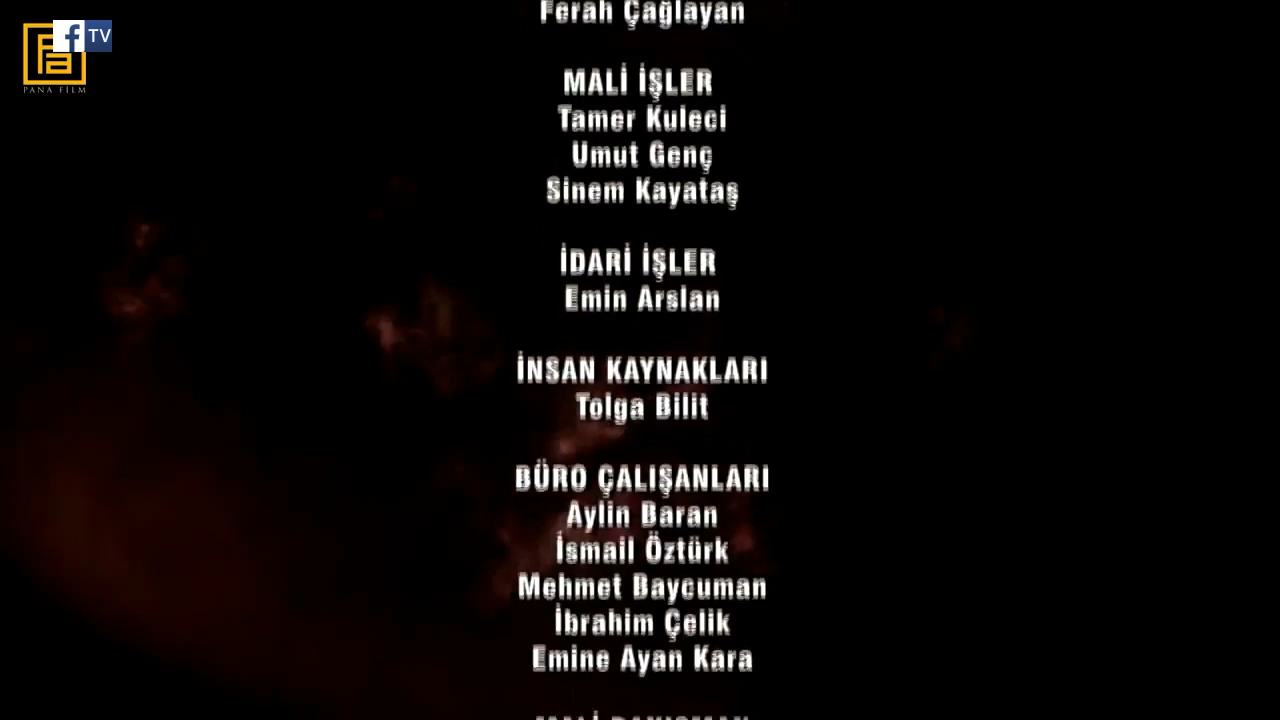 Ferah Çağlayan
f TV
PANA FİLM
MALİ İŞLER
Tamer Kuleci
Umut Genç
Sinem Kayataş
İDARİ İŞLER
Emin Arslan
İNSAN KAYNAKLARI
Tolga Bilit
BÜRO ÇALIŞANLARI
Aylin Baran
İsmail Öztürk
Mehmet Baycuman
İbrahim Çelik
Emine Ayan Kara